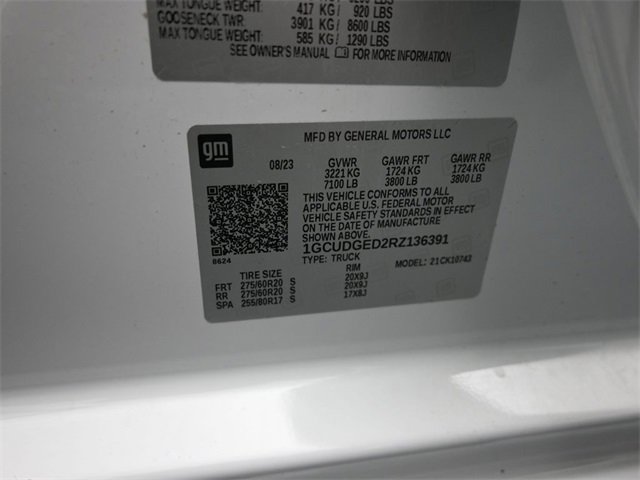 MAX TONGUE WEIGHT: 417 KG / 920 LBS
GOOSENECK TWR: 3901 KG / 8600 LBS
MAX TONGUE WEIGHT: 585 KG / 1290 LBS
SEE OWNER'S MANUAL FOR MORE INFORMATION
gm
MFD BY GENERAL MOTORS LLC
08/23 GVWR GAWR FRT GAWR RR
3221 KG 1724 KG 1724 KG
7100 LB 3800 LB 3800 LB
THIS VEHICLE CONFORMS TO ALL
APPLICABLE U.S. FEDERAL MOTOR
VEHICLE SAFETY STANDARDS IN EFFECT
ON THE DATE OF MANUFACTURE
1GCUDGED2RZ136391
8624
TYPE: TRUCK MODEL: 21CK10743
TIRE SIZE RIM
FRT 275/60R20 S 20X9J
RR 275/60R20 S 20X9J
SPA 255/80R17 S 17X8J